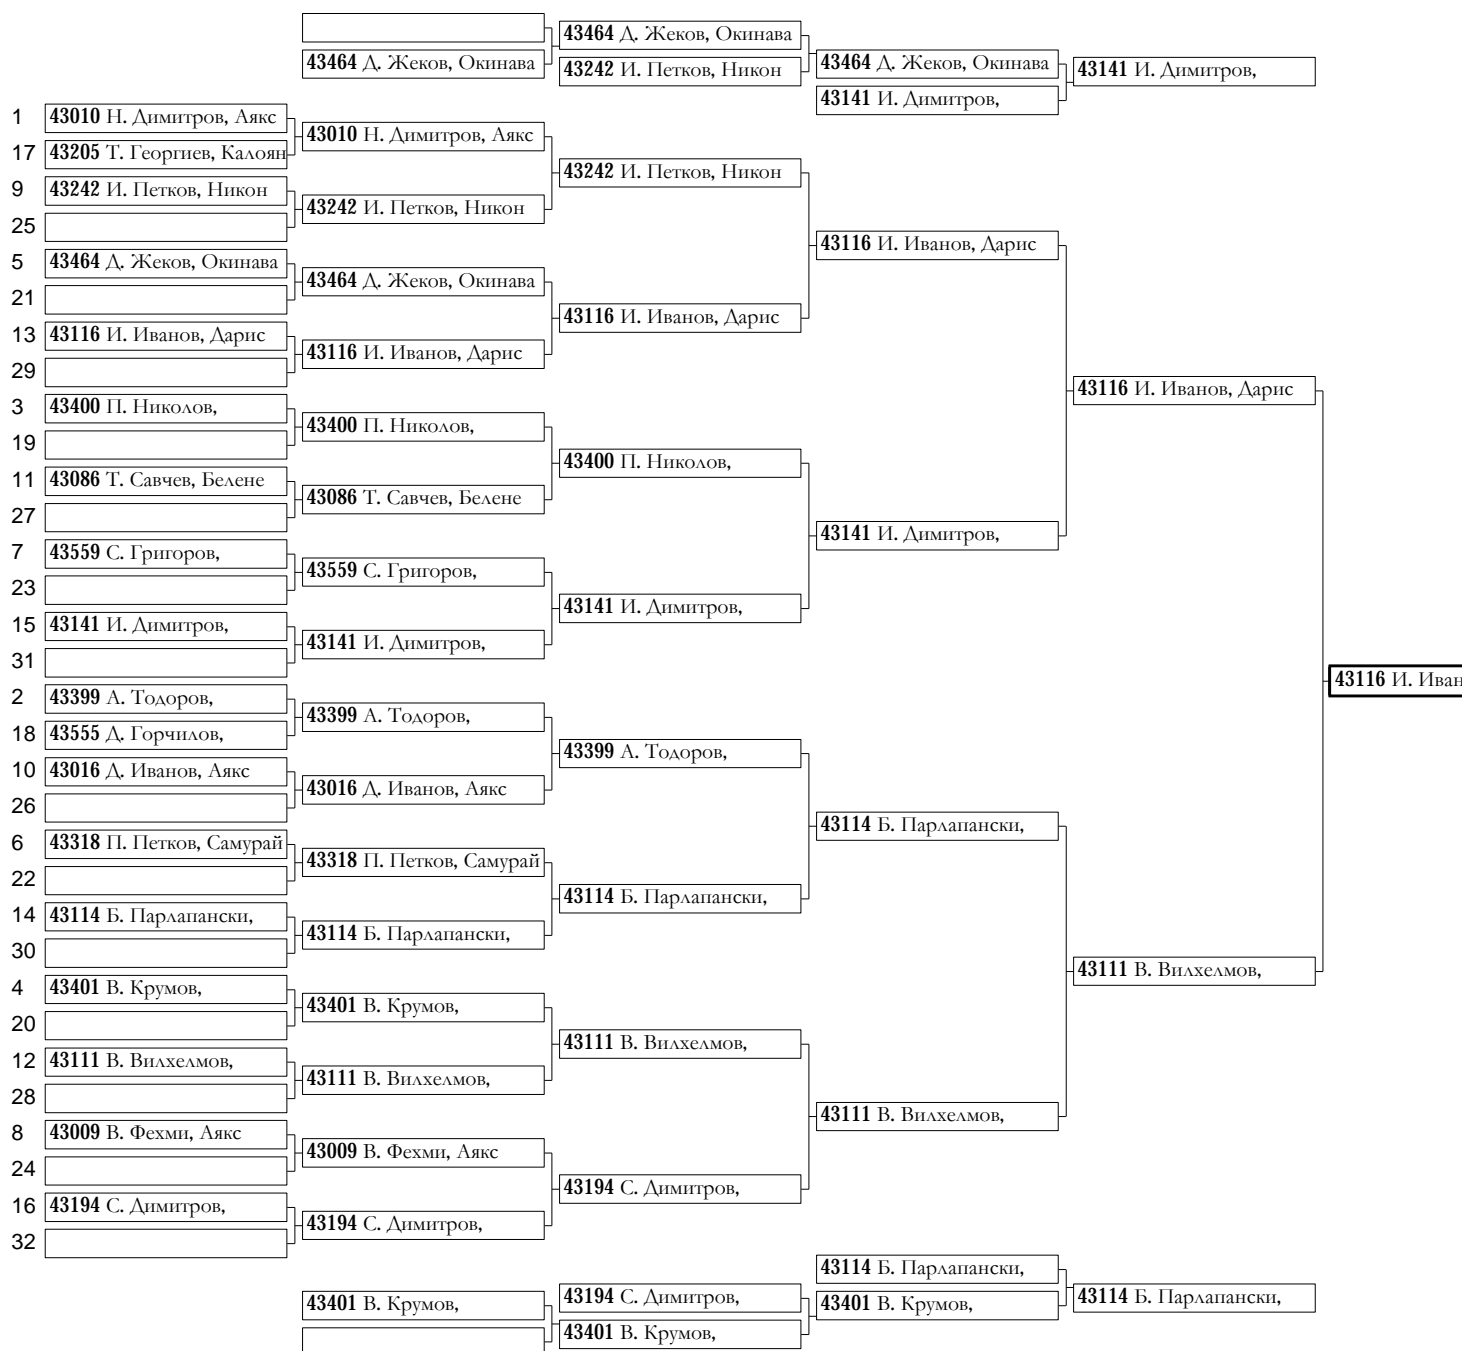 43464 Д. Жеков, Окинава
43464 Д. Жеков, Окинава
43242 И. Петков, Никон
43464 Д. Жеков, Окинава
43141 И. Димитров,
43141 И. Димитров,
1 43010 Н. Димитров, Аякс
17 43205 Т. Георгиев, Калоян
9 43242 И. Петков, Никон
25
5 43464 Д. Жеков, Окинава
21
13 43116 И. Иванов, Дарис
29
3 43400 П. Николов,
19
11 43086 Т. Савчев, Белене
27
7 43559 С. Григоров,
23
15 43141 И. Димитров,
31
2 43399 А. Тодоров,
18 43555 Д. Горчилов,
10 43016 Д. Иванов, Аякс
26
6 43318 П. Петков, Самурай
22
14 43114 Б. Парлапански,
30
4 43401 В. Крумов,
20
12 43111 В. Вилхелмов,
28
8 43009 В. Фехми, Аякс
24
16 43194 С. Димитров,
32
43010 Н. Димитров, Аякс
43242 И. Петков, Никон
43464 Д. Жеков, Окинава
43116 И. Иванов, Дарис
43400 П. Николов,
43086 Т. Савчев, Белене
43559 С. Григоров,
43141 И. Димитров,
43399 А. Тодоров,
43016 Д. Иванов, Аякс
43318 П. Петков, Самурай
43114 Б. Парлапански,
43401 В. Крумов,
43111 В. Вилхелмов,
43009 В. Фехми, Аякс
43194 С. Димитров,
43242 И. Петков, Никон
43116 И. Иванов, Дарис
43400 П. Николов,
43141 И. Димитров,
43399 А. Тодоров,
43114 Б. Парлапански,
43111 В. Вилхелмов,
43194 С. Димитров,
43116 И. Иванов, Дарис
43141 И. Димитров,
43114 Б. Парлапански,
43111 В. Вилхелмов,
43116 И. Иванов, Дарис
43111 В. Вилхелмов,
43116 И. Иван
43401 В. Крумов,
43194 С. Димитров,
43401 В. Крумов,
43114 Б. Парлапански,
43401 В. Крумов,
43114 Б. Парлапански,